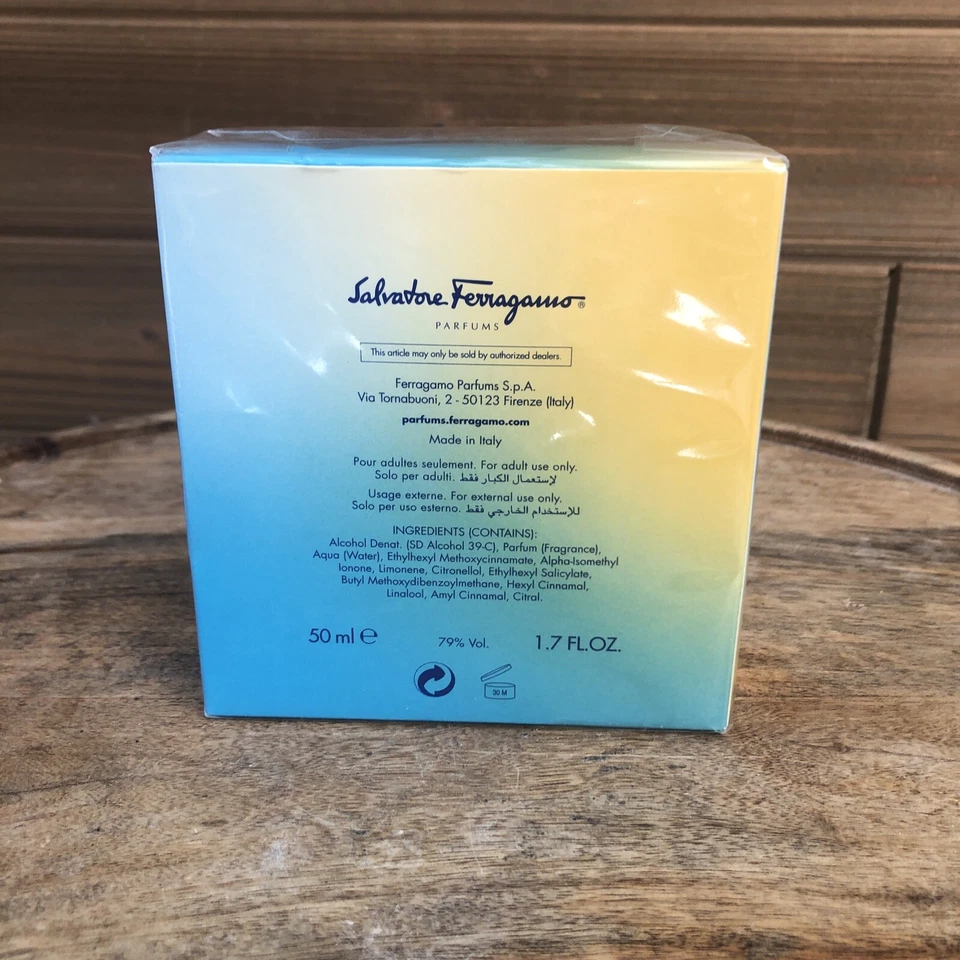 Salvatore Ferragamo®
PARFUMS
This article may only be sold by authorized dealers.
Ferragamo Parfums S.p.A.
Via Tornabuoni, 2 - 50123 Firenze (Italy)
parfums.ferragamo.com
Made in Italy
Pour adultes seulement. For adult use only.
Solo per adulti. لإستعمال الكبار فقط
Usage externe. For external use only.
Solo per uso esterno. للإستخدام الخارجي فقط
INGREDIENTS (CONTAINS):
Alcohol Denat. (SD Alcohol 39-C), Parfum (Fragrance),
Aqua (Water), Ethylhexyl Methoxycinnamate, Alpha-Isomethyl
Ionone, Limonene, Citronellol, Ethylhexyl Salicylate,
Butyl Methoxydibenzoylmethane, Hexyl Cinnamal,
Linalool, Amyl Cinnamal, Citral.
50 ml ℮ 79% Vol. 1.7 FL.OZ.
30 M